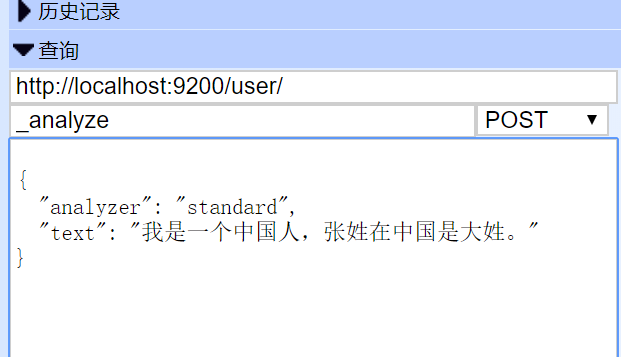 历史记录
查询
http://localhost:9200/user/
_analyze POST
{
"analyzer": "standard",
"text": "我是一个中国人，张姓在中国是大姓。"
}